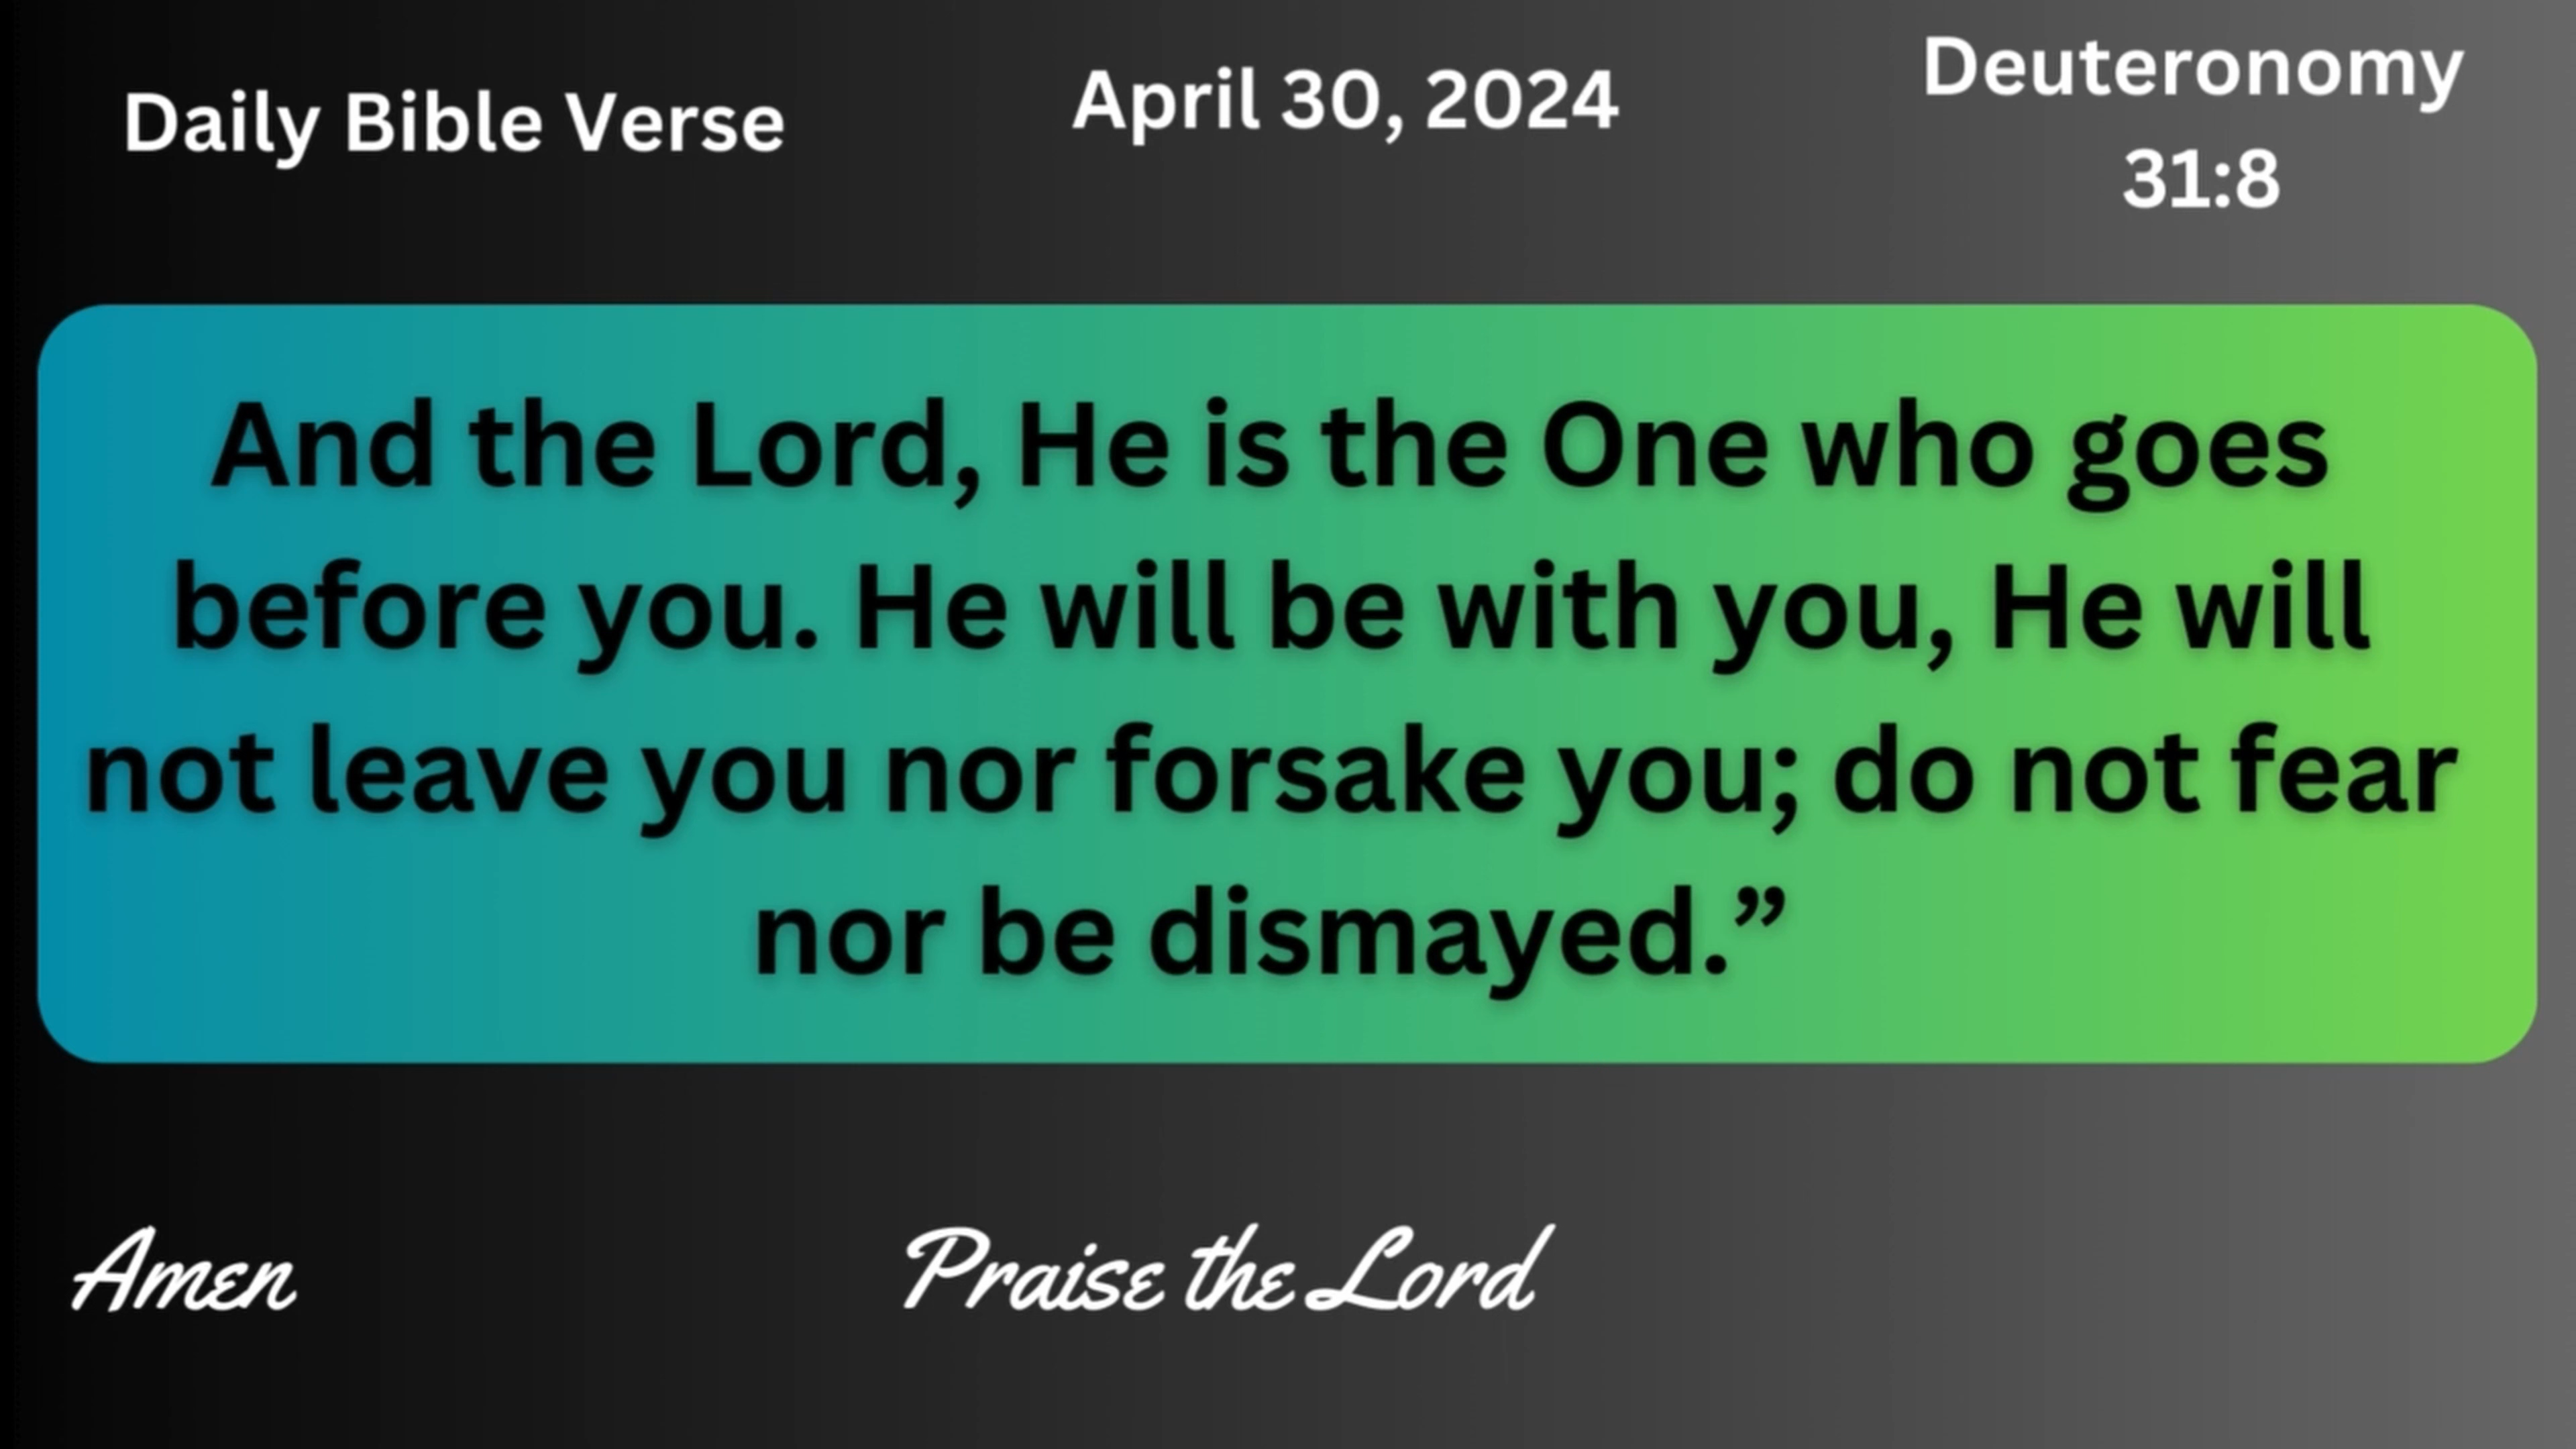 Daily Bible Verse
April 30, 2024
Deuteronomy
31:8
And the Lord, He is the One who goes
before you. He will be with you, He will
not leave you nor forsake you; do not fear
nor be dismayed.”
Amen
Praise the Lord